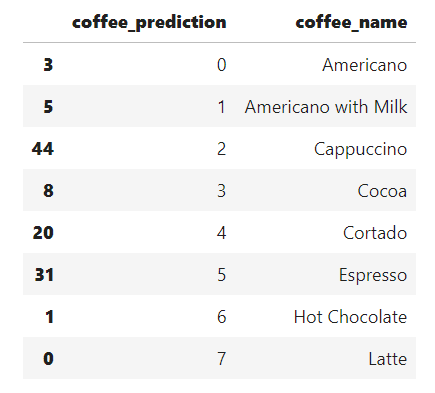 coffee_prediction coffee_name
3 0 Americano
5 1 Americano with Milk
44 2 Cappuccino
8 3 Cocoa
20 4 Cortado
31 5 Espresso
1 6 Hot Chocolate
0 7 Latte